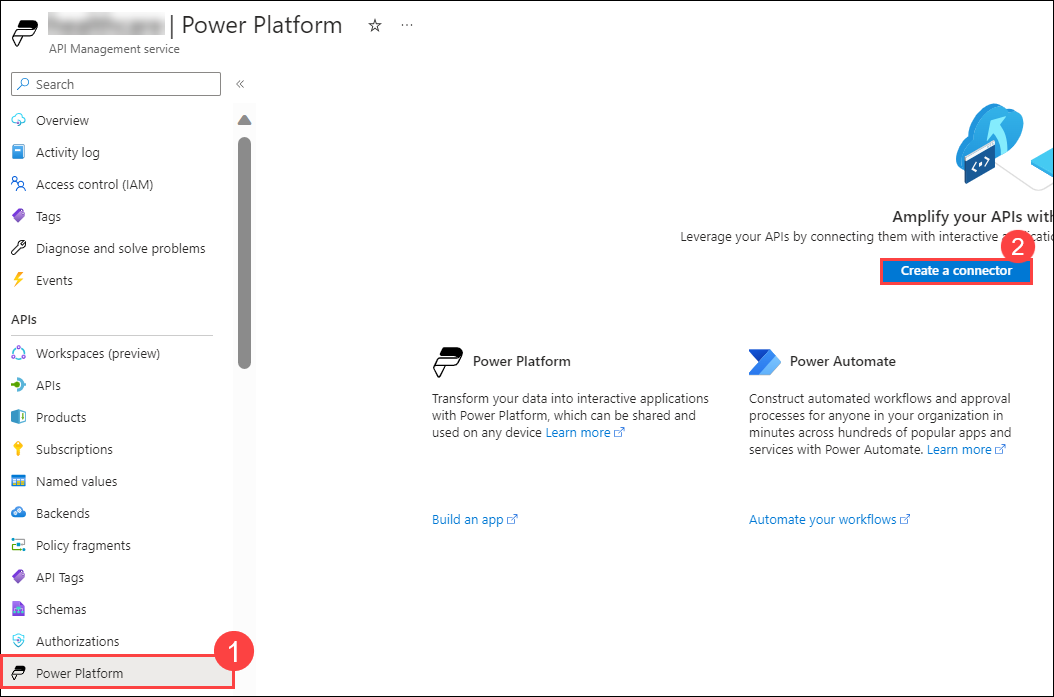 | Power Platform
API Management service
Search
Overview
Activity log
Access control (IAM)
Tags
Diagnose and solve problems
Events
APIs
Workspaces (preview)
APIs
Products
Subscriptions
Named values
Backends
Policy fragments
API Tags
Schemas
Authorizations
Power Platform
1
Amplify your APIs with
Leverage your APIs by connecting them with interactive
2
Create a connector
Power Platform
Transform your data into interactive applications
with Power Platform, which can be shared and
used on any device Learn more
Build an app
Power Automate
Construct automated workflows and approval
processes for anyone in your organization in
minutes across hundreds of popular apps and
services with Power Automate. Learn more
Automate your workflows